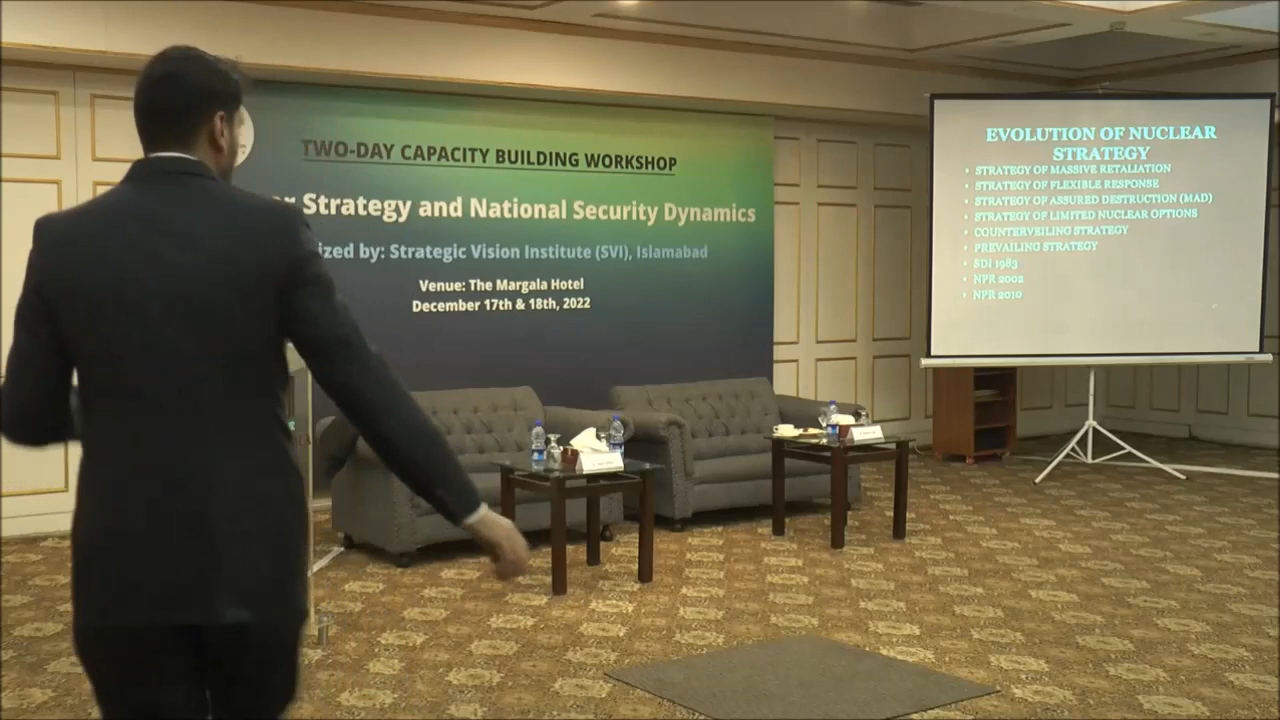 TWO-DAY CAPACITY BUILDING WORKSHOP
Strategy and National Security Dynamics
by: Strategic Vision Institute (SVI), Islamabad
Venue: The Margala Hotel
December 17th & 18th, 2022
EVOLUTION OF NUCLEAR
STRATEGY
• STRATEGY OF MASSIVE RETALIATION
• STRATEGY OF FLEXIBLE RESPONSE
• STRATEGY OF ASSURED DESTRUCTION (MAD)
• STRATEGY OF LIMITED NUCLEAR OPTIONS
• COUNTERVEILING STRATEGY
• PREVAILING STRATEGY
• SDI 1983
• NPR 2002
• NPR 2010